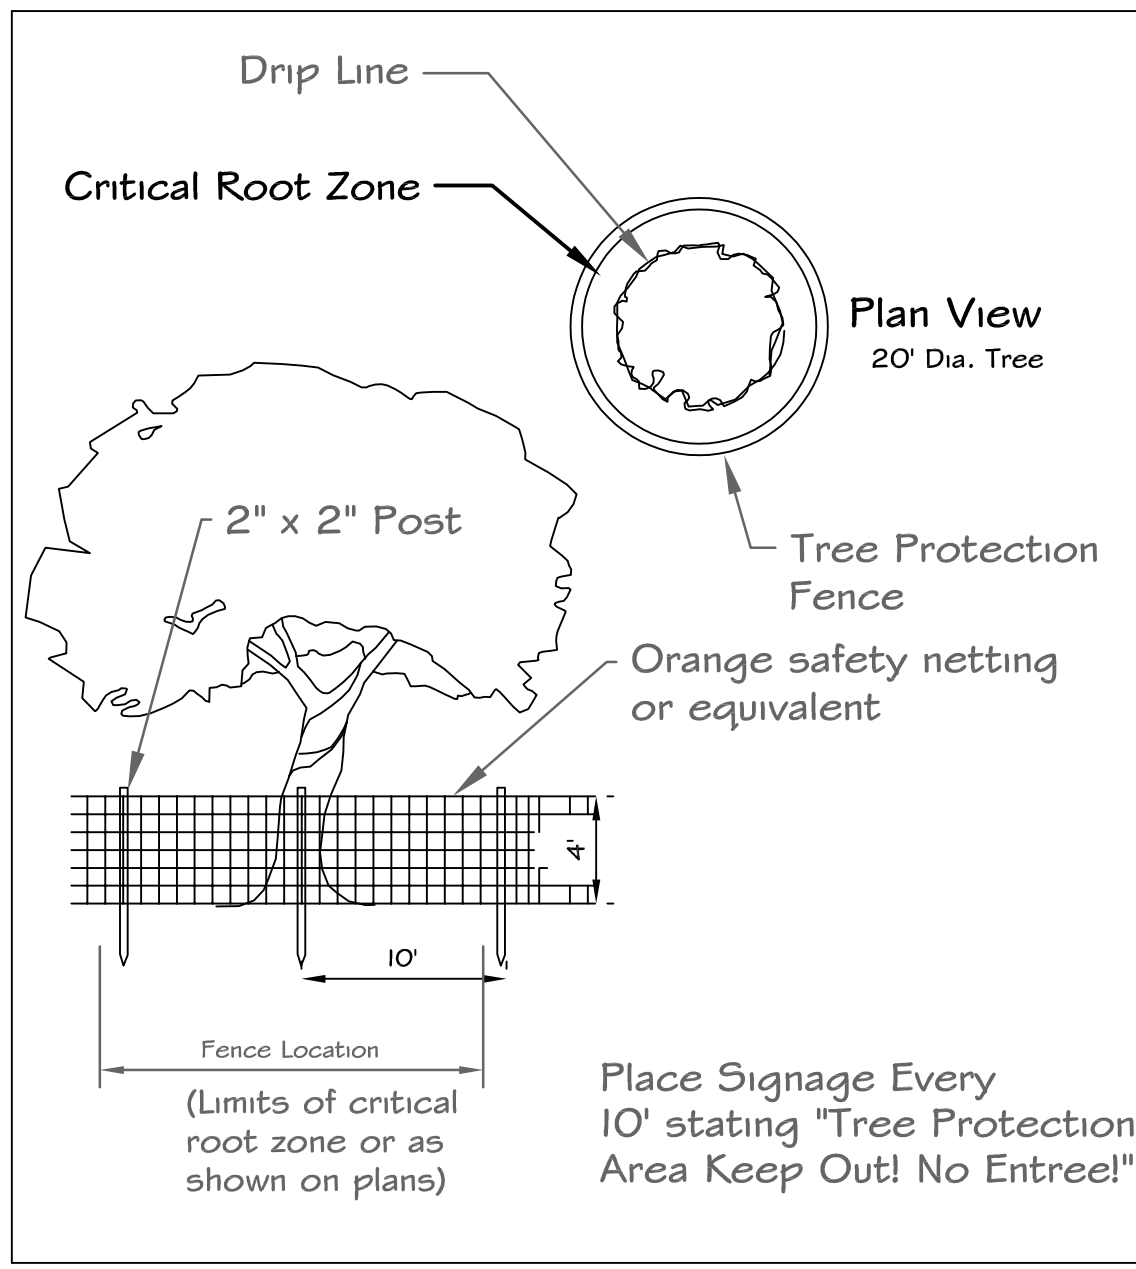 Drip Line
Critical Root Zone
Plan View
20' Dia. Tree
2" x 2" Post
Tree Protection
Fence
Orange safety netting
or equivalent
4'
10'
Fence Location
(Limits of critical
root zone or as
shown on plans)
Place Signage Every
10' stating "Tree Protection
Area Keep Out! No Entree!"